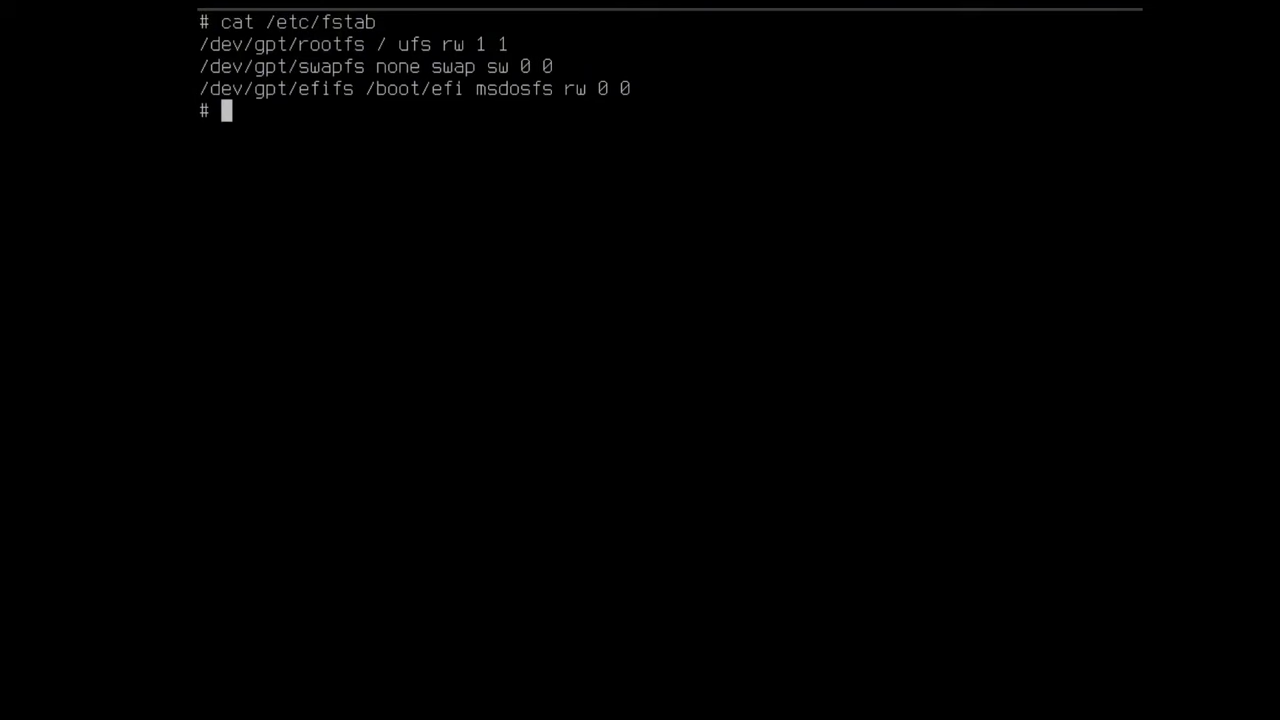 # cat /etc/fstab
/dev/gpt/rootfs / ufs rw 1 1
/dev/gpt/swapfs none swap sw 0 0
/dev/gpt/efifs /boot/efi msdosfs rw 0 0
#